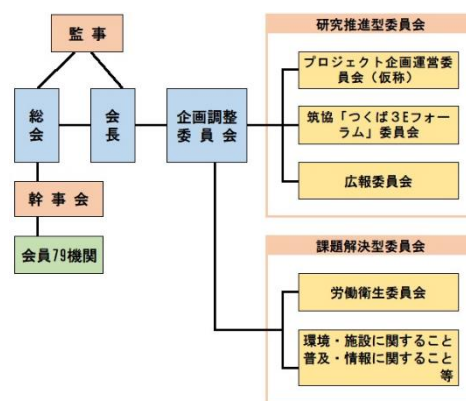 監事
総会
会長
企画調整
委員会
幹事会
会員79機関
研究推進型委員会
プロジェクト企画運営委
員会（仮称）
筑協「つくば３Eフォー
ラム」委員会
広報委員会
課題解決型委員会
労働衛生委員会
環境・施設に関すること
普及・情報に関すること
等